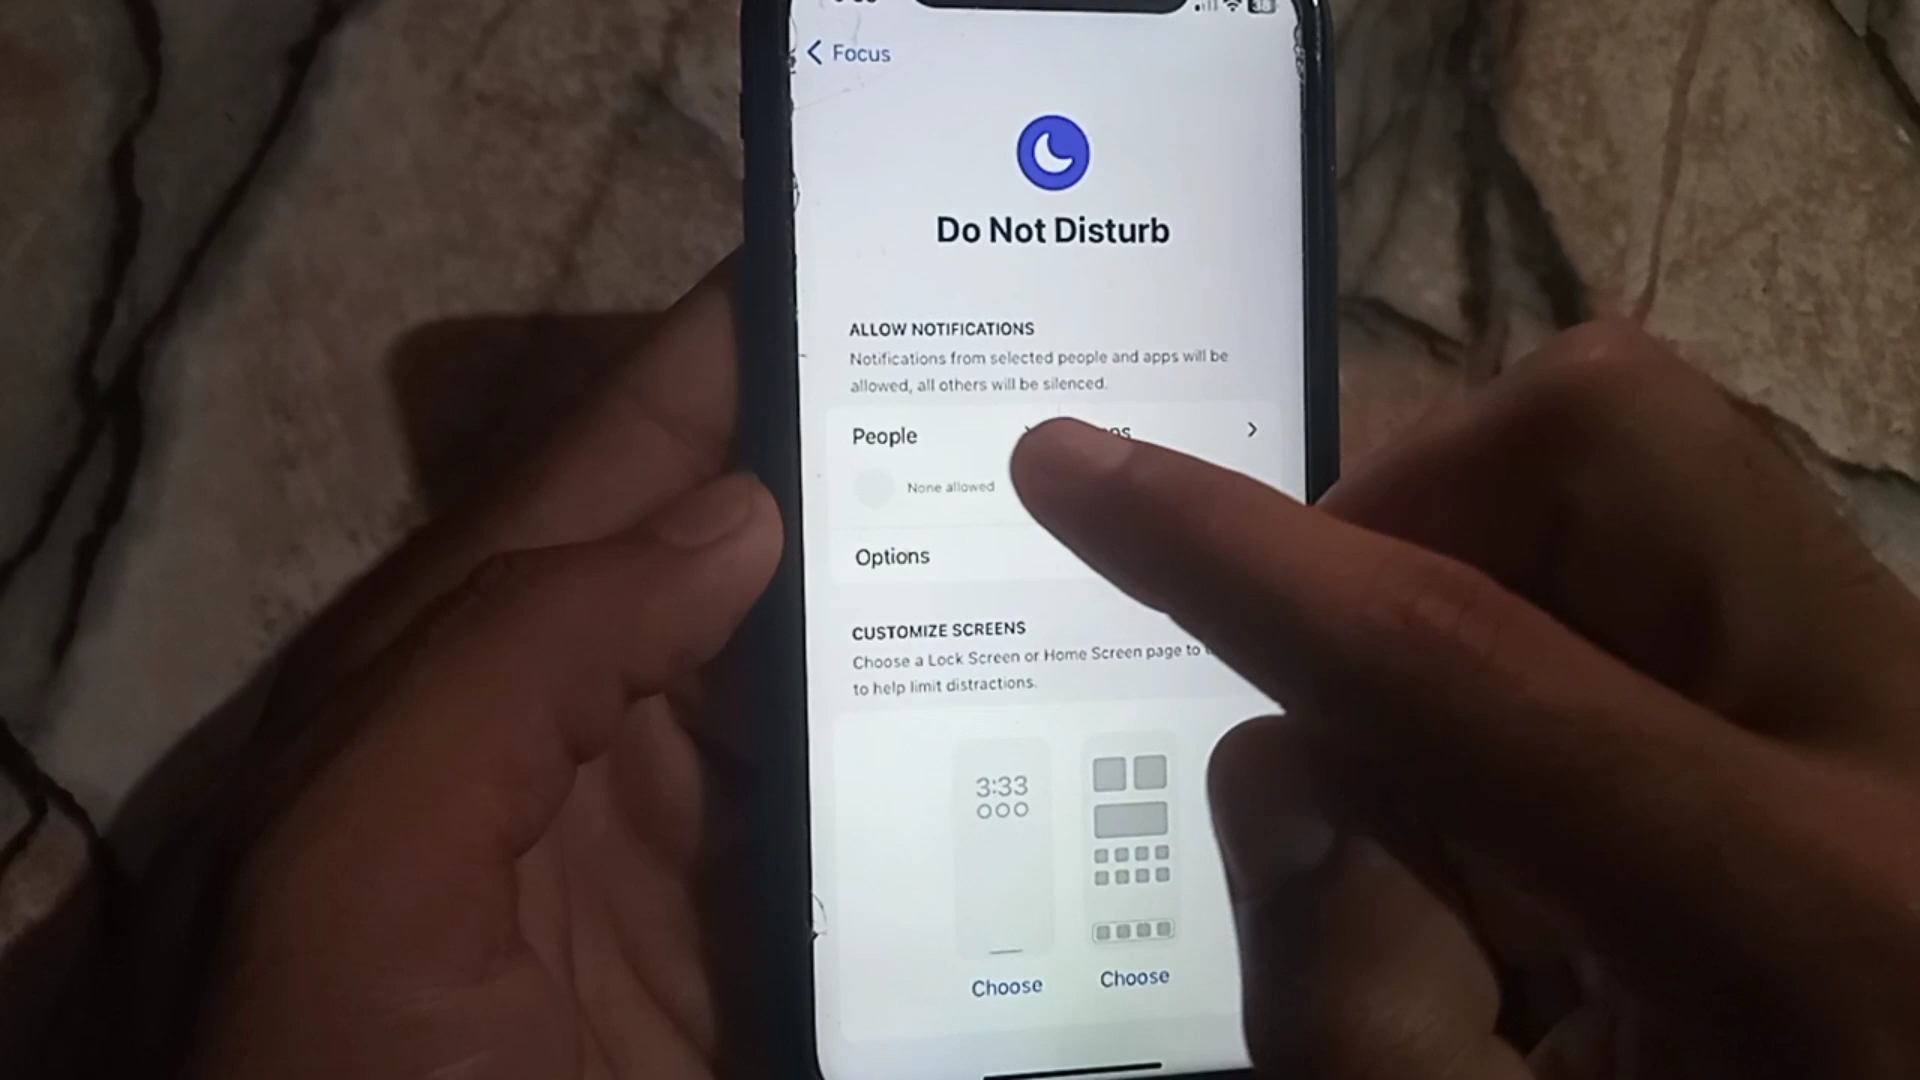 38
Focus
Do Not Disturb
ALLOW NOTIFICATIONS
Notifications from selected people and apps will be
allowed, all others will be silenced.
People
None allowed
Options
CUSTOMIZE SCREENS
Choose a Lock Screen or Home Screen page to
to help limit distractions.
3:33
Choose
Choose